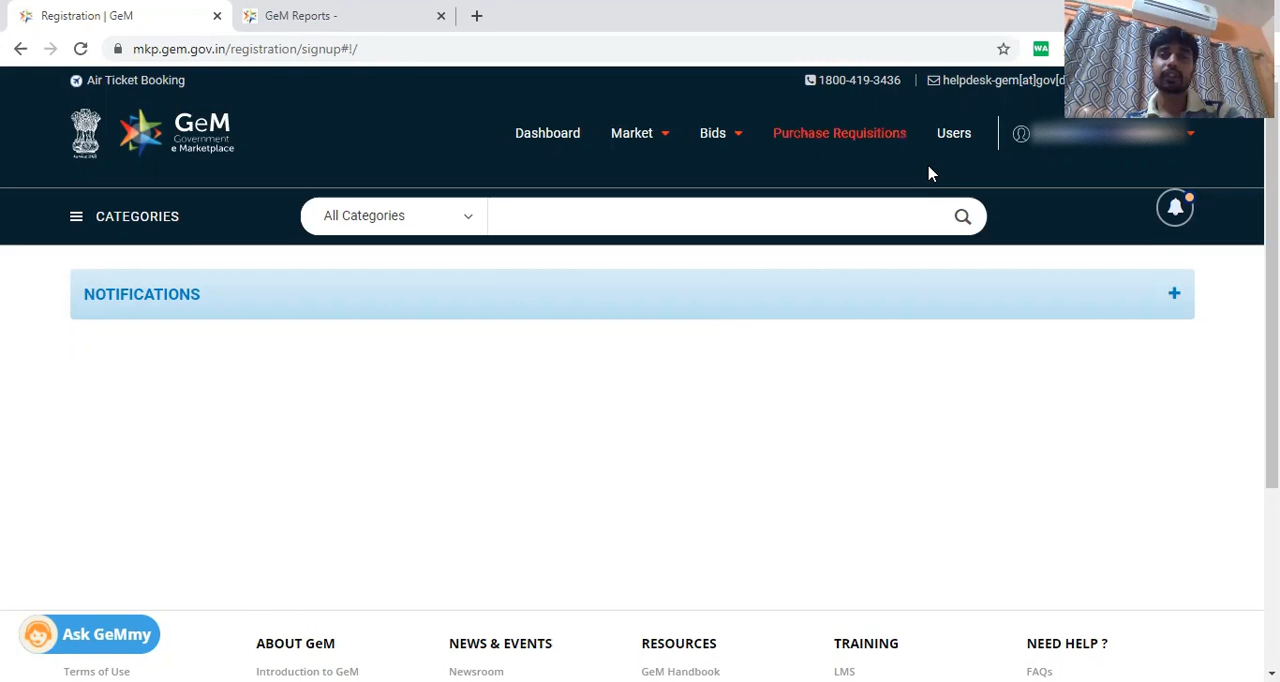 Registration | GeM
GeM Reports -
mkp.gem.gov.in/registration/signup#!/
WA
Air Ticket Booking
1800-419-3436 | helpdesk-gem[at]gov[d
GeM
Government
e Marketplace
Dashboard Market Bids Purchase Requisitions Users
CATEGORIES
All Categories
NOTIFICATIONS
Ask GeMmy
ABOUT GeM NEWS & EVENTS RESOURCES TRAINING NEED HELP ?
Terms of Use Introduction to GeM Newsroom GeM Handbook LMS FAQs